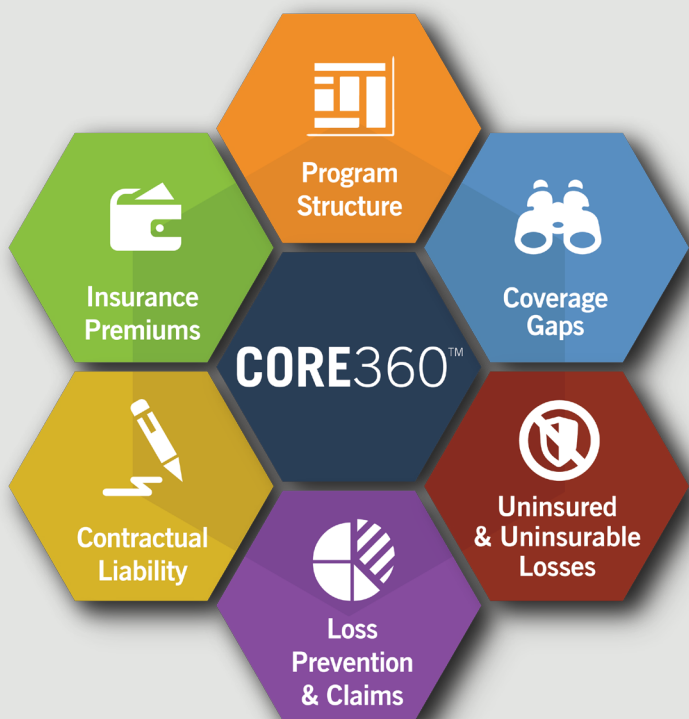 Program
Structure
Insurance
Premiums
Coverage
Gaps
CORE360™
Contractual
Liability
Uninsured
& Uninsurable
Losses
Loss
Prevention
& Claims